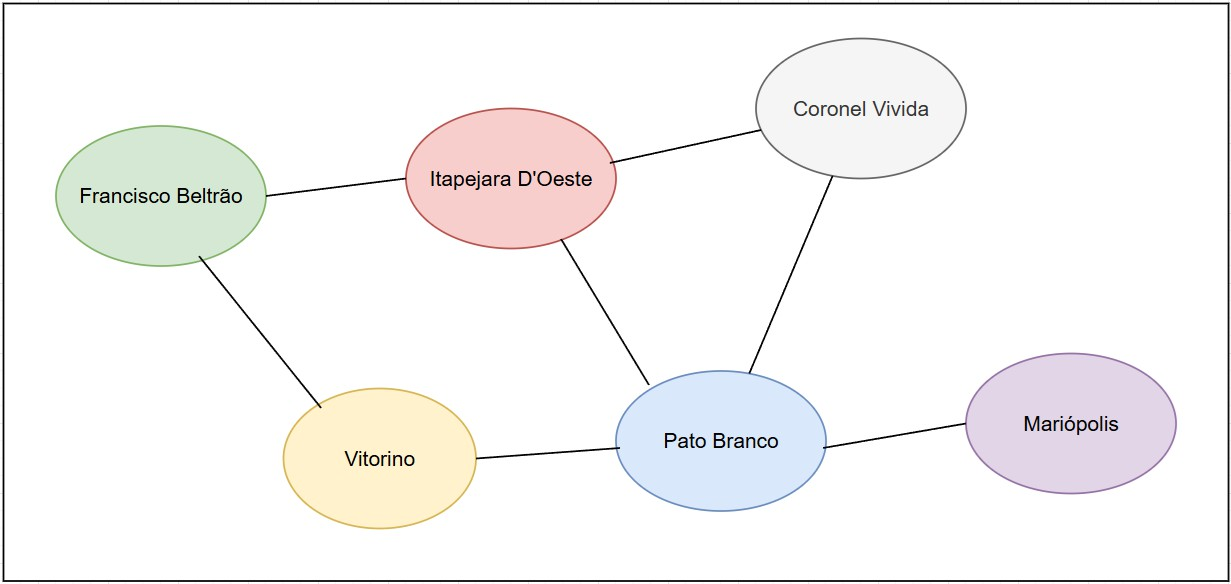 Coronel Vivida
Francisco Beltrão
Itapejara D'Oeste
Vitorino
Pato Branco
Mariópolis